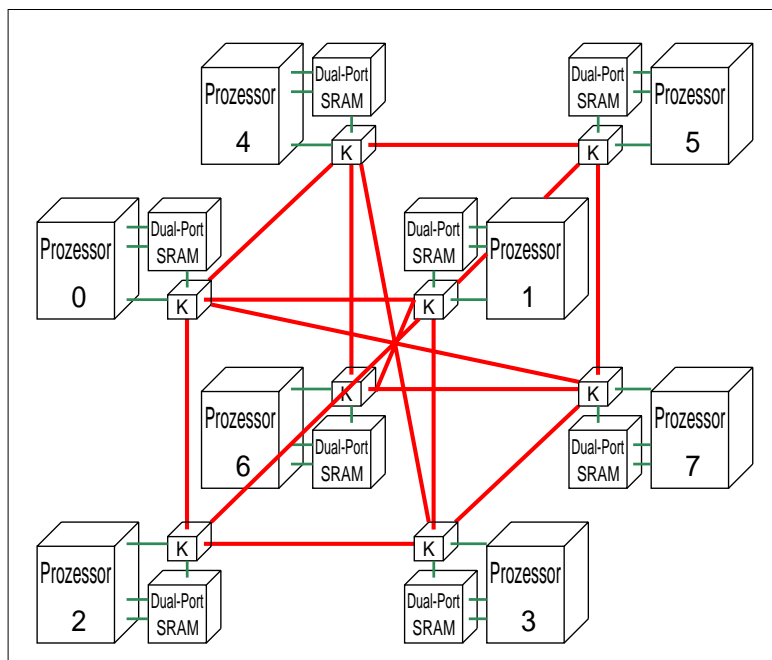 Dual-Port
SRAM
Prozessor
4
K
Dual-Port
SRAM
Prozessor
5
K
Prozessor
0
Dual-Port
SRAM
K
Dual-Port
SRAM
Prozessor
1
K
Prozessor
6
K
Dual-Port
SRAM
K
Prozessor
7
Dual-Port
SRAM
Prozessor
2
K
Dual-Port
SRAM
K
Prozessor
3
Dual-Port
SRAM